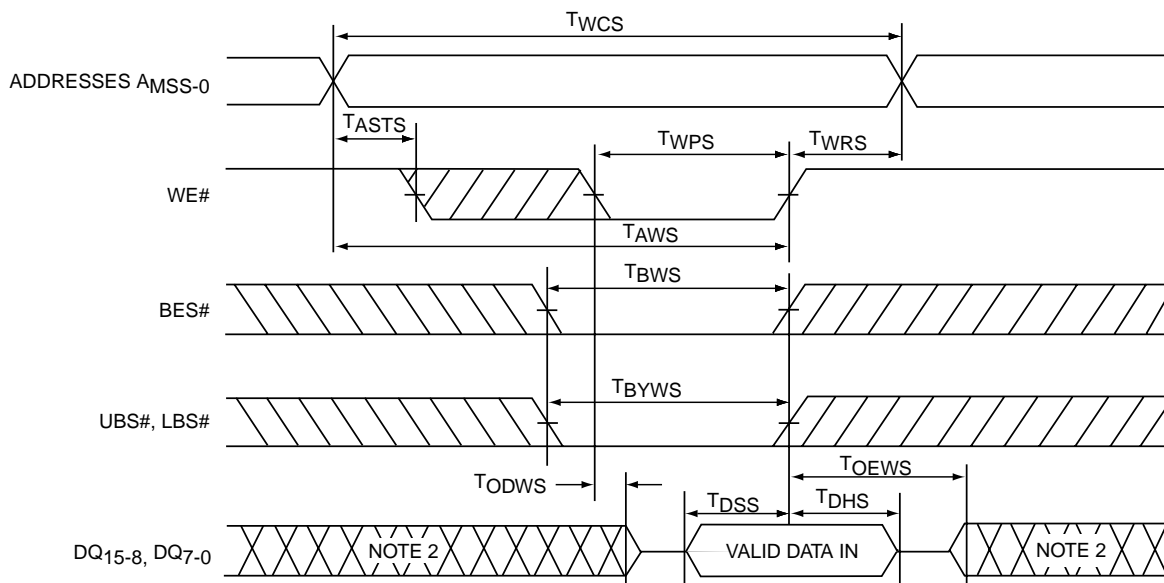 TWCS
ADDRESSES AMSS-0
TASTS
TWPS
TWRS
WE#
TAWS
TBWS
BES#
TBYWS
UBS#, LBS#
TODWS
TOEWS
TDSS
TDHS
DQ15-8, DQ7-0
NOTE 2
VALID DATA IN
NOTE 2